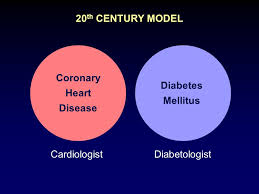 20th CENTURY MODEL
Coronary
Heart
Disease
Diabetes
Mellitus
Cardiologist
Diabetologist